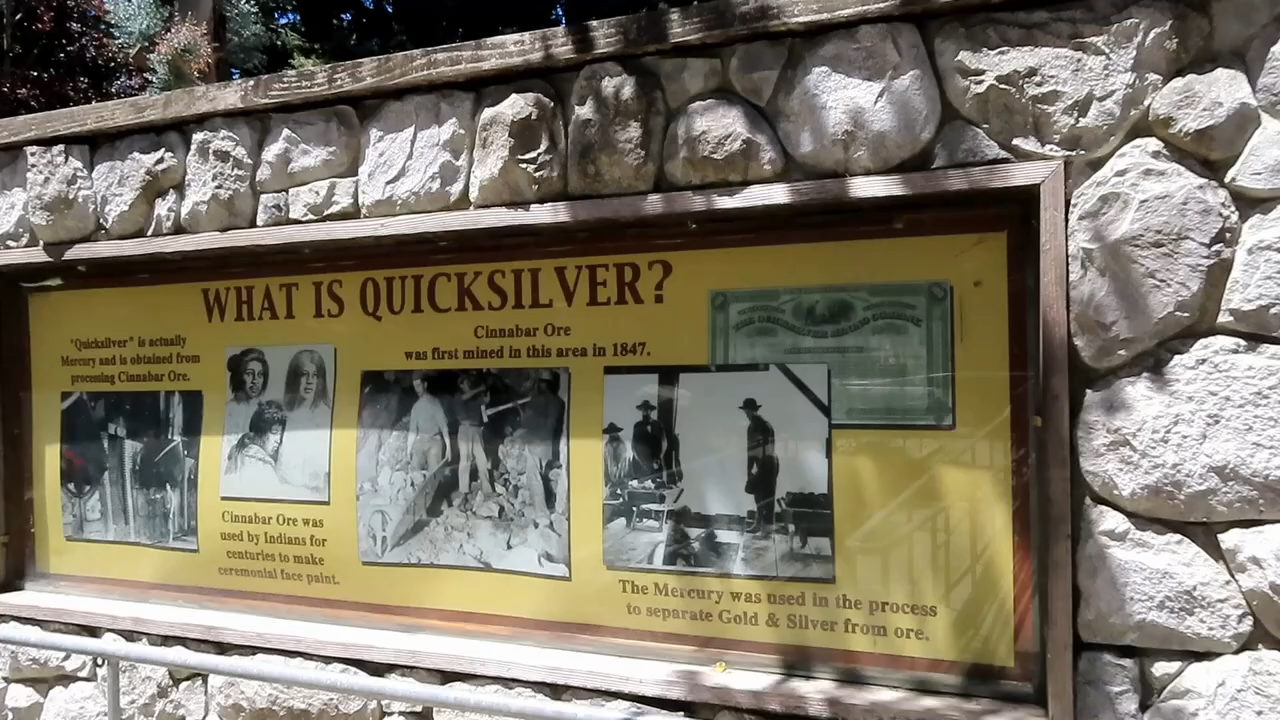 WHAT IS QUICKSILVER?
"Quicksilver" is actually
Mercury and is obtained from
processing Cinnabar Ore.
Cinnabar Ore
was first mined in this area in 1847.
Cinnabar Ore was
used by Indians for
centuries to make
ceremonial face paint.
The Mercury was used in the process
to separate Gold & Silver from ore.